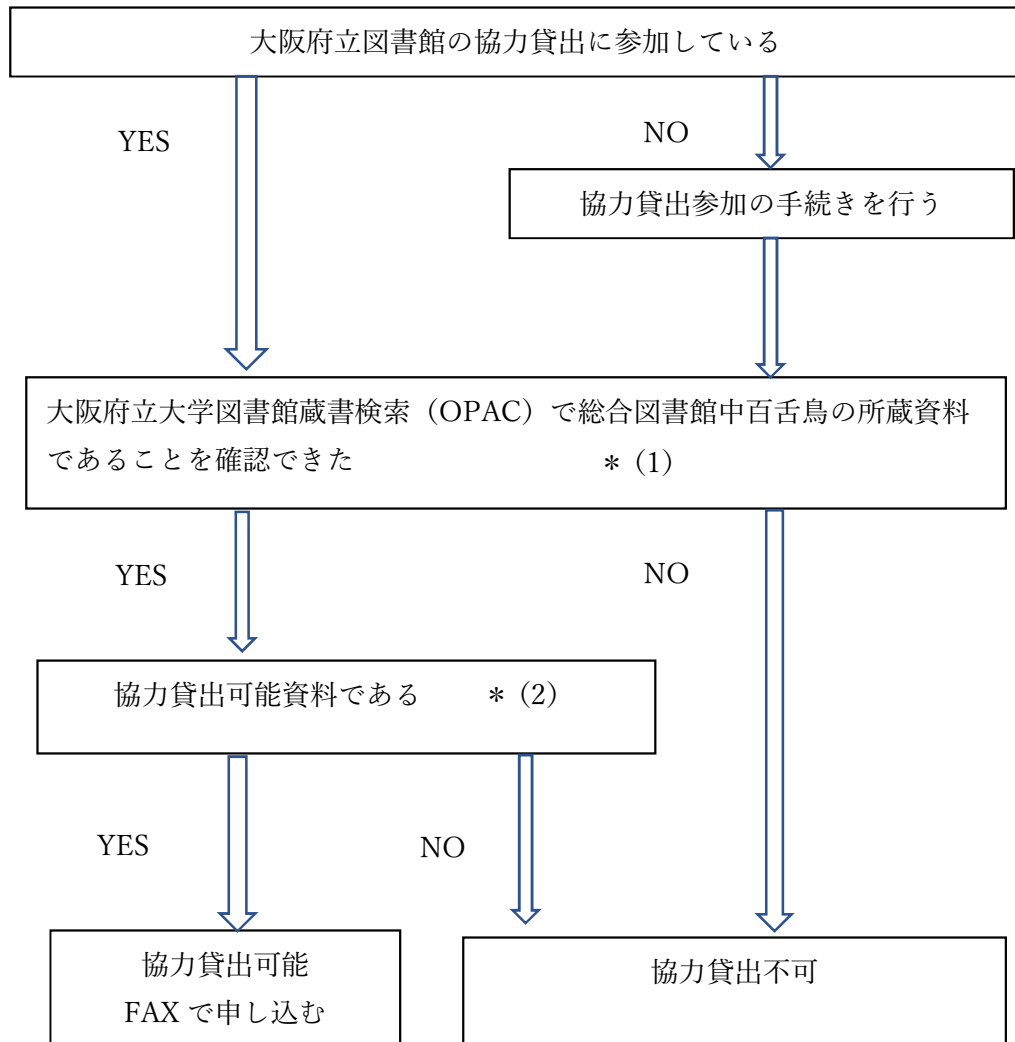 大阪府立図書館の協力貸出に参加している
YES
NO
協力貸出参加の手続きを行う
大阪府立大学図書館蔵書検索（OPAC）で総合図書館中百舌鳥の所蔵資料
であることを確認できた ＊ (1)
YES
NO
協力貸出可能資料である ＊ (2)
YES
NO
協力貸出可能
FAX で申し込む
協力貸出不可